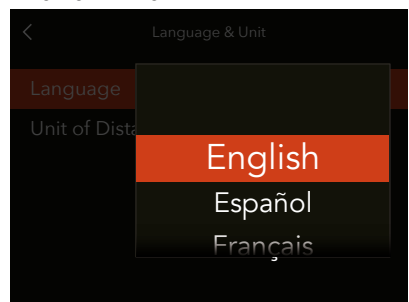 Language & Unit
Language
Unit of Dista
English
Español
Français